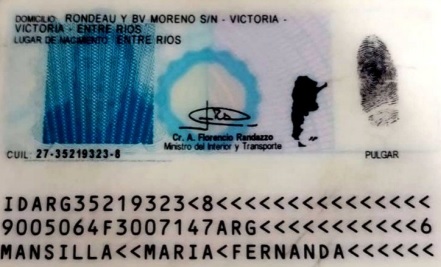 DOMICILIO: RONDEAU Y BV MORENO S/N - VICTORIA -
VICTORIA - ENTRE RIOS
LUGAR DE NACIMIENTO: ENTRE RIOS
Cr. A. Florencio Randazzo
Ministro del Interior y Transporte
CUIL: 27-35219323-8
PULGAR
IDARG35219323<8<<<<<<<<<<<<<<<
9005064F3007147ARG<<<<<<<<<<<6
MANSILLA<<MARIA<FERNANDA<<<<<<